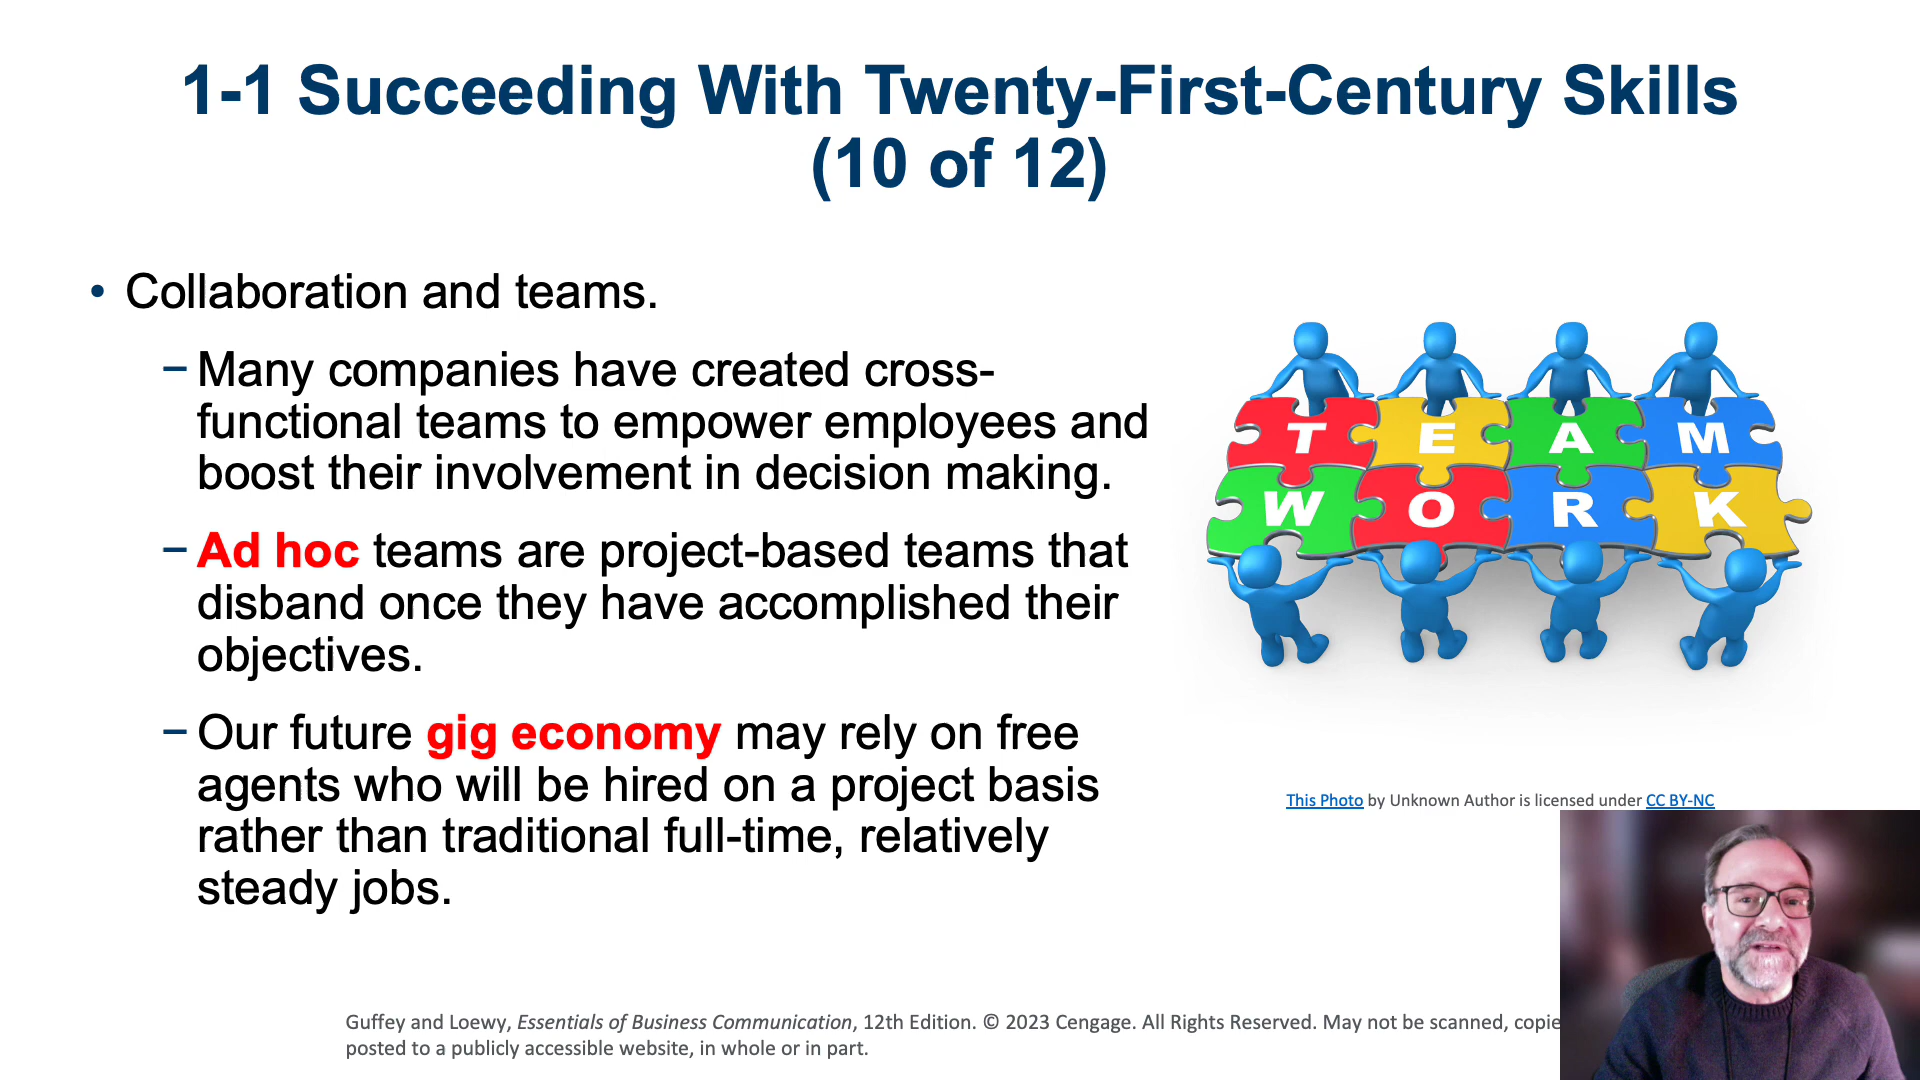 1-1 Succeeding With Twenty-First-Century Skills
(10 of 12)
• Collaboration and teams.
– Many companies have created cross-
functional teams to empower employees and
boost their involvement in decision making.
– Ad hoc teams are project-based teams that
disband once they have accomplished their
objectives.
– Our future gig economy may rely on free
agents who will be hired on a project basis
rather than traditional full-time, relatively
steady jobs.
TEAM
WORK
This Photo by Unknown Author is licensed under CC BY-NC
Guffey and Loewy, Essentials of Business Communication, 12th Edition. © 2023 Cengage. All Rights Reserved. May not be scanned, copie
posted to a publicly accessible website, in whole or in part.